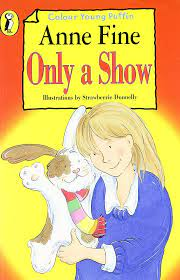 Colour Young Puffin
Anne Fine
Only a Show
Illustrations by Strawberrie Donnelly